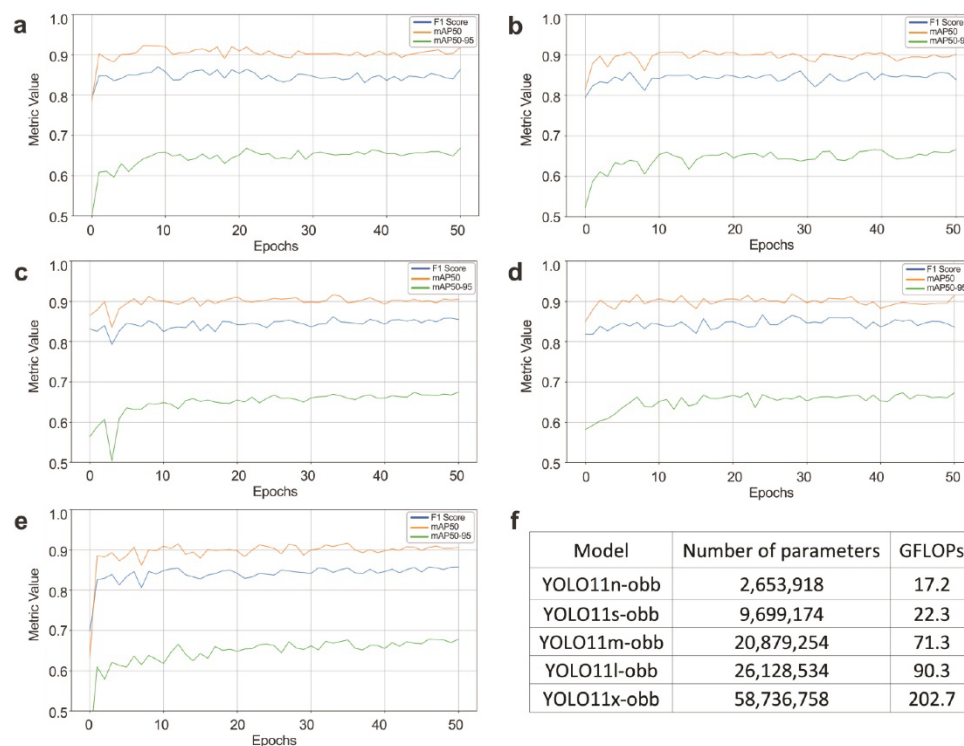 a
1.0
0.9
0.8
0.7
0.6
0.5
Metric Value
F1 Score
mAP50
mAP50-95
0 10 20 30 40 50
Epochs
b
1.0
0.9
0.8
0.7
0.6
0.5
Metric Value
F1 Score
mAP50
mAP50-95
0 10 20 30 40 50
Epochs
c
1.0
0.9
0.8
0.7
0.6
0.5
Metric Value
F1 Score
mAP50
mAP50-95
0 10 20 30 40 50
Epochs
d
1.0
0.9
0.8
0.7
0.6
0.5
Metric Value
F1 Score
mAP50
mAP50-95
0 10 20 30 40 50
Epochs
e
1.0
0.9
0.8
0.7
0.6
0.5
Metric Value
F1 Score
mAP50
mAP50-95
0 10 20 30 40 50
Epochs
f
Model Number of parameters GFLOPs
YOLO11n-obb 2,653,918 17.2
YOLO11s-obb 9,699,174 22.3
YOLO11m-obb 20,879,254 71.3
YOLO11l-obb 26,128,534 90.3
YOLO11x-obb 58,736,758 202.7